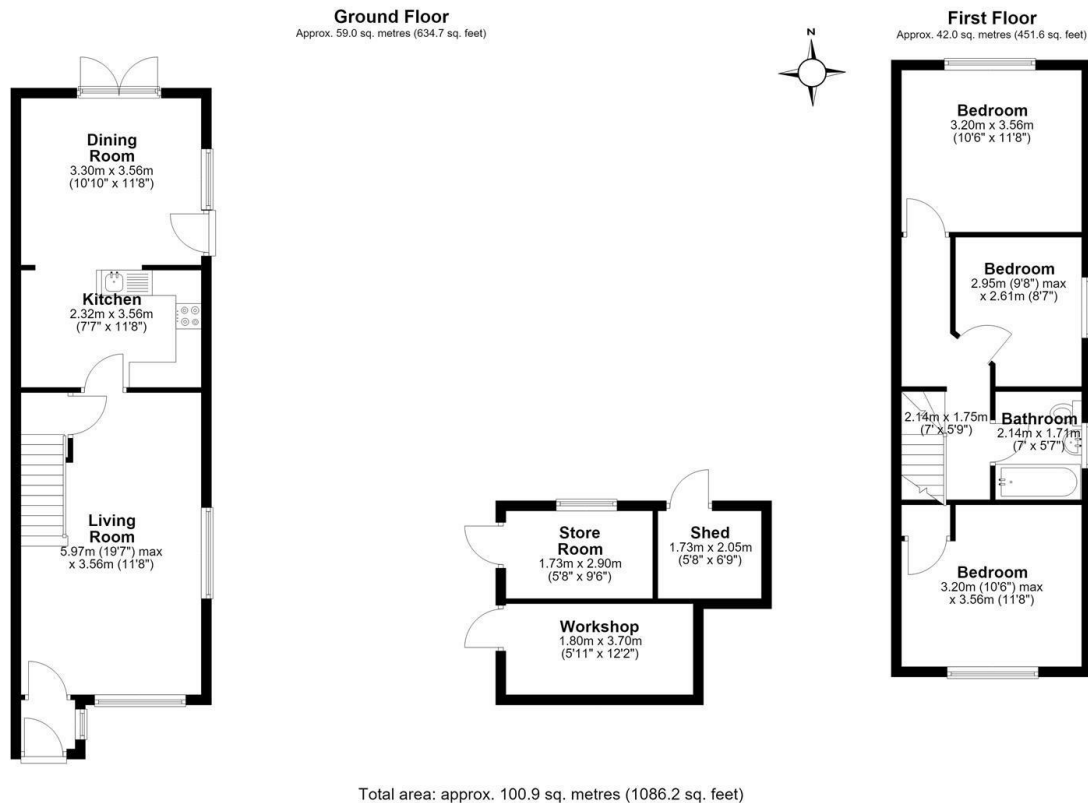 Ground Floor
Approx. 59.0 sq. metres (634.7 sq. feet)
Dining
Room
3.30m x 3.56m
(10'10" x 11'8")
Kitchen
2.32m x 3.56m
(7'7" x 11'8")
Living
Room
5.97m (19'7") max
x 3.56m (11'8")
Store
Room
1.73m x 2.90m
(5'8" x 9'6")
Shed
1.73m x 2.05m
(5'8" x 6'9")
Workshop
1.80m x 3.70m
(5'11" x 12'2")
N
First Floor
Approx. 42.0 sq. metres (451.6 sq. feet)
Bedroom
3.20m x 3.56m
(10'6" x 11'8")
Bedroom
2.95m (9'8") max
x 2.61m (8'7")
2.14m x 1.75m
(7' x 5'9")
Bathroom
2.14m x 1.71m
(7' x 5'7")
Bedroom
3.20m (10'6") max
x 3.56m (11'8")
Total area: approx. 100.9 sq. metres (1086.2 sq. feet)